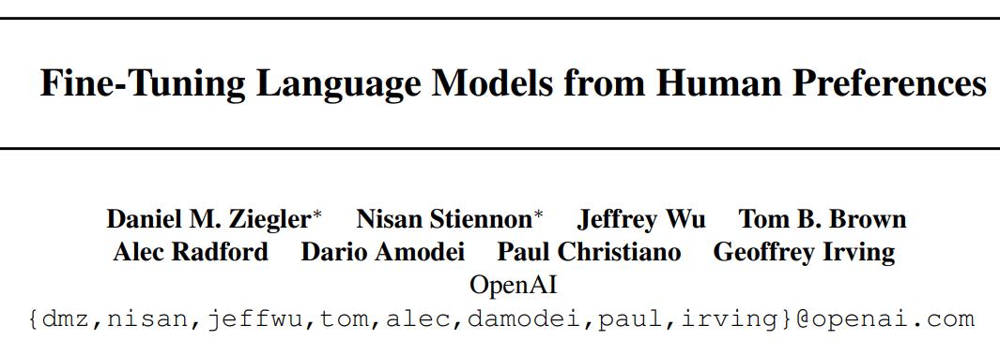 Fine-Tuning Language Models from Human Preferences
Daniel M. Ziegler* Nisan Stiennon* Jeffrey Wu Tom B. Brown
Alec Radford Dario Amodei Paul Christiano Geoffrey Irving
OpenAI
{dmz,nisan,jeffwu,tom,alec,damodei,paul,irving}@openai.com